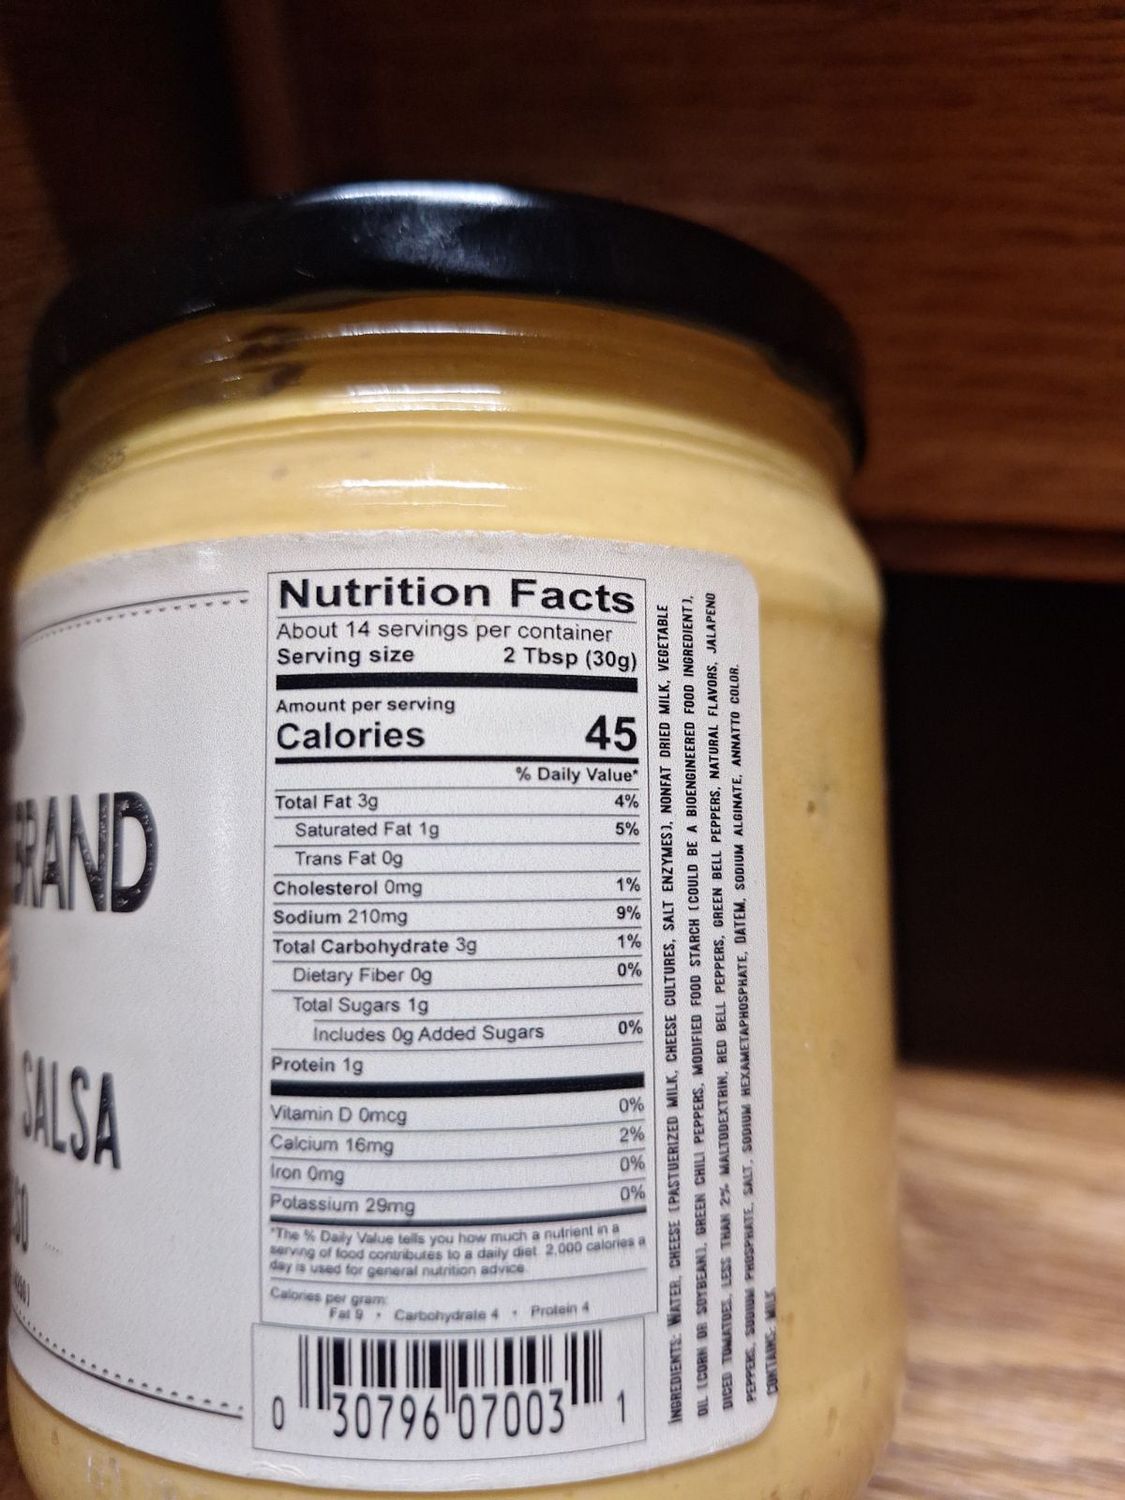 BRAND
SALSA
Nutrition Facts
About 14 servings per container
Serving size 2 Tbsp (30g)
Amount per serving
Calories 45
% Daily Value*
Total Fat 3g 4%
Saturated Fat 1g 5%
Trans Fat 0g
Cholesterol 0mg 1%
Sodium 210mg 9%
Total Carbohydrate 3g 1%
Dietary Fiber 0g 0%
Total Sugars 1g
Includes 0g Added Sugars 0%
Protein 1g
Vitamin D 0mcg 0%
Calcium 16mg 2%
Iron 0mg 0%
Potassium 29mg 0%
*The % Daily Value tells you how much a nutrient in a
serving of food contributes to a daily diet. 2,000 calories a
day is used for general nutrition advice.
Calories per gram:
Fat 9 • Carbohydrate 4 • Protein 4
0 30796 07003 1
INGREDIENTS: WATER, CHEESE (PASTUERIZED MILK, CHEESE CULTURES, SALT ENZYMES), NONFAT DRIED MILK, VEGETABLE
OIL (CORN OR SOYBEAN), GREEN CHILI PEPPERS, MODIFIED FOOD STARCH (COULD BE A BIOENGINEERED FOOD INGREDIENT),
DICED TOMATOES, LESS THAN 2% MALTODEXTRIN, RED BELL PEPPERS, GREEN BELL PEPPERS, NATURAL FLAVORS, JALAPENO
PEPPERS, SODIUM PHOSPHATE, SALT, SODIUM HEXAMETAPHOSPHATE, DATEM, SODIUM ALGINATE, ANNATTO COLOR.
CONTAINS: MILK